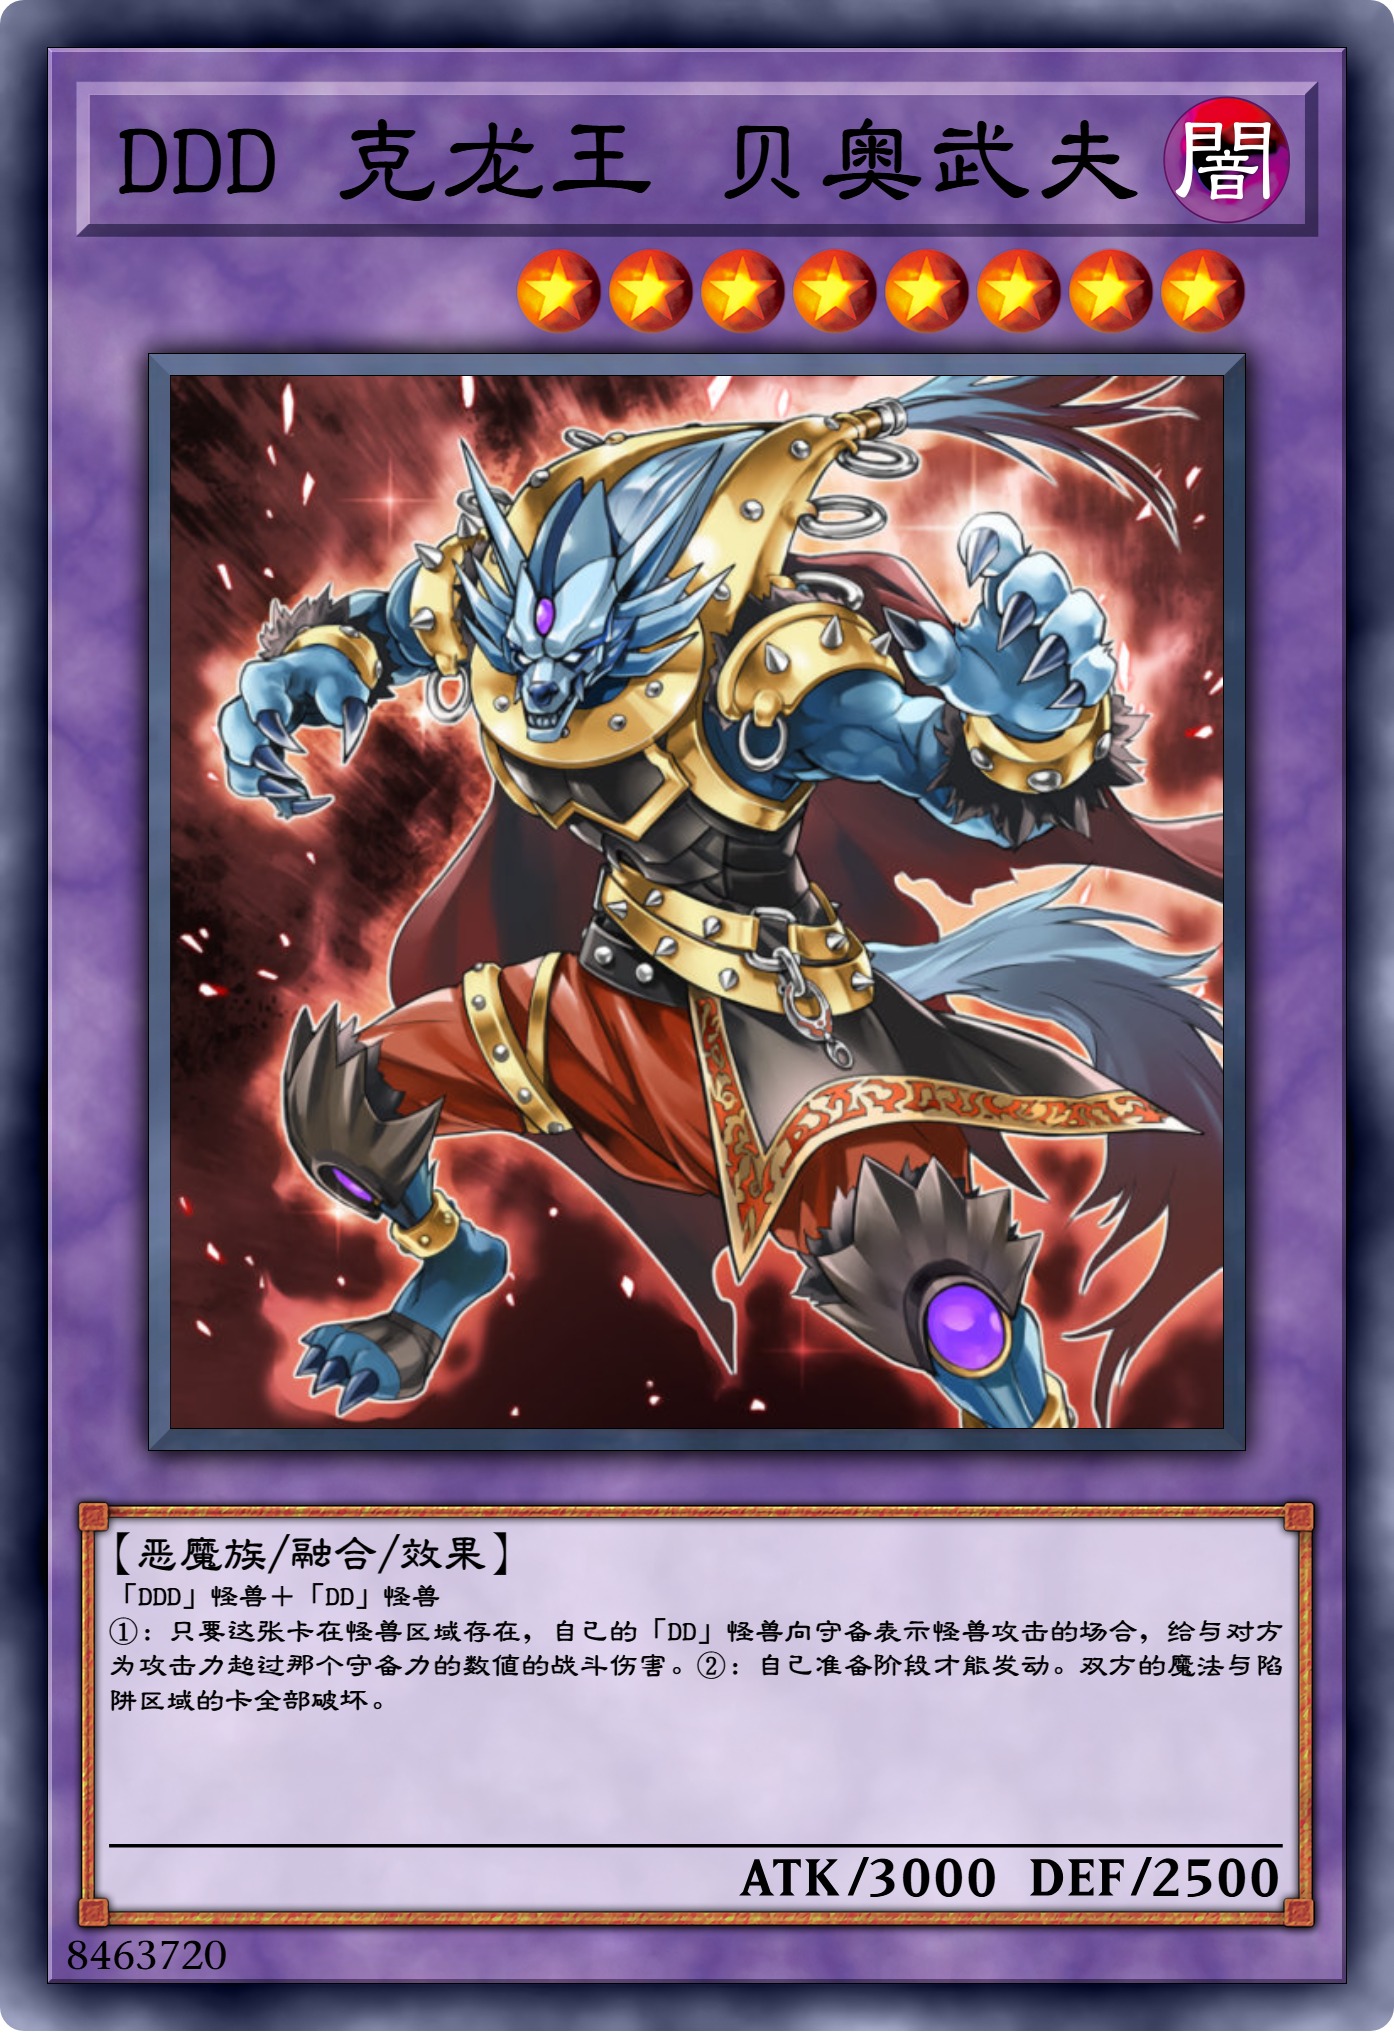 DDD 克龙王 贝奥武夫 闇
【恶魔族/融合/效果】
「DDD」怪兽＋「DD」怪兽
①：只要这张卡在怪兽区域存在，自己的「DD」怪兽向守备表示怪兽攻击的场合，给与对方
为攻击力超过那个守备力的数值的战斗伤害。②：自己准备阶段才能发动。双方的魔法与陷
阱区域的卡全部破坏。
ATK/3000 DEF/2500
8463720